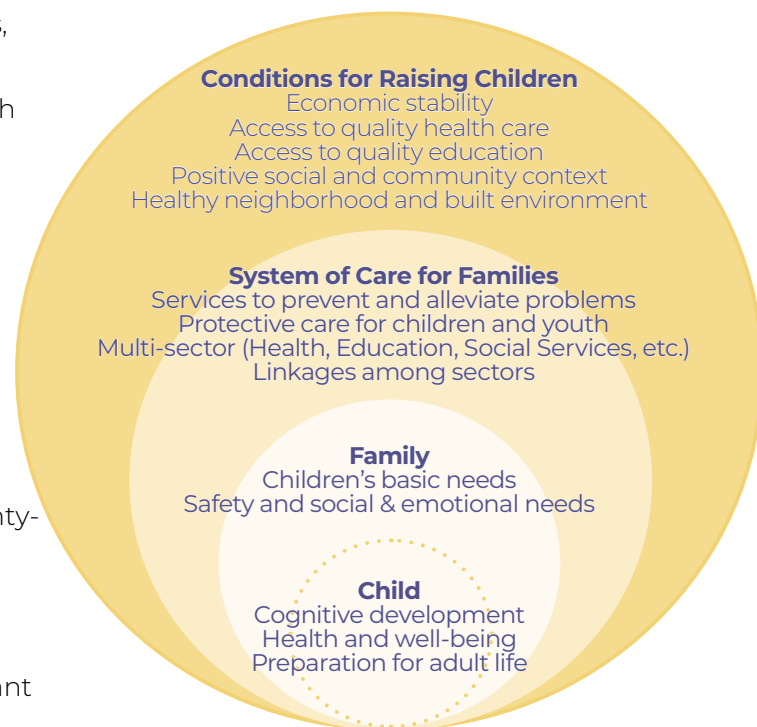 s,
Conditions for Raising Children
Economic stability
h
Access to quality health care
Access to quality education
Positive social and community context
Healthy neighborhood and built environment
System of Care for Families
Services to prevent and alleviate problems
Protective care for children and youth
Multi-sector (Health, Education, Social Services, etc.)
Linkages among sectors
Family
Children’s basic needs
Safety and social & emotional needs
nty-
Child
Cognitive development
Health and well-being
Preparation for adult life
ant